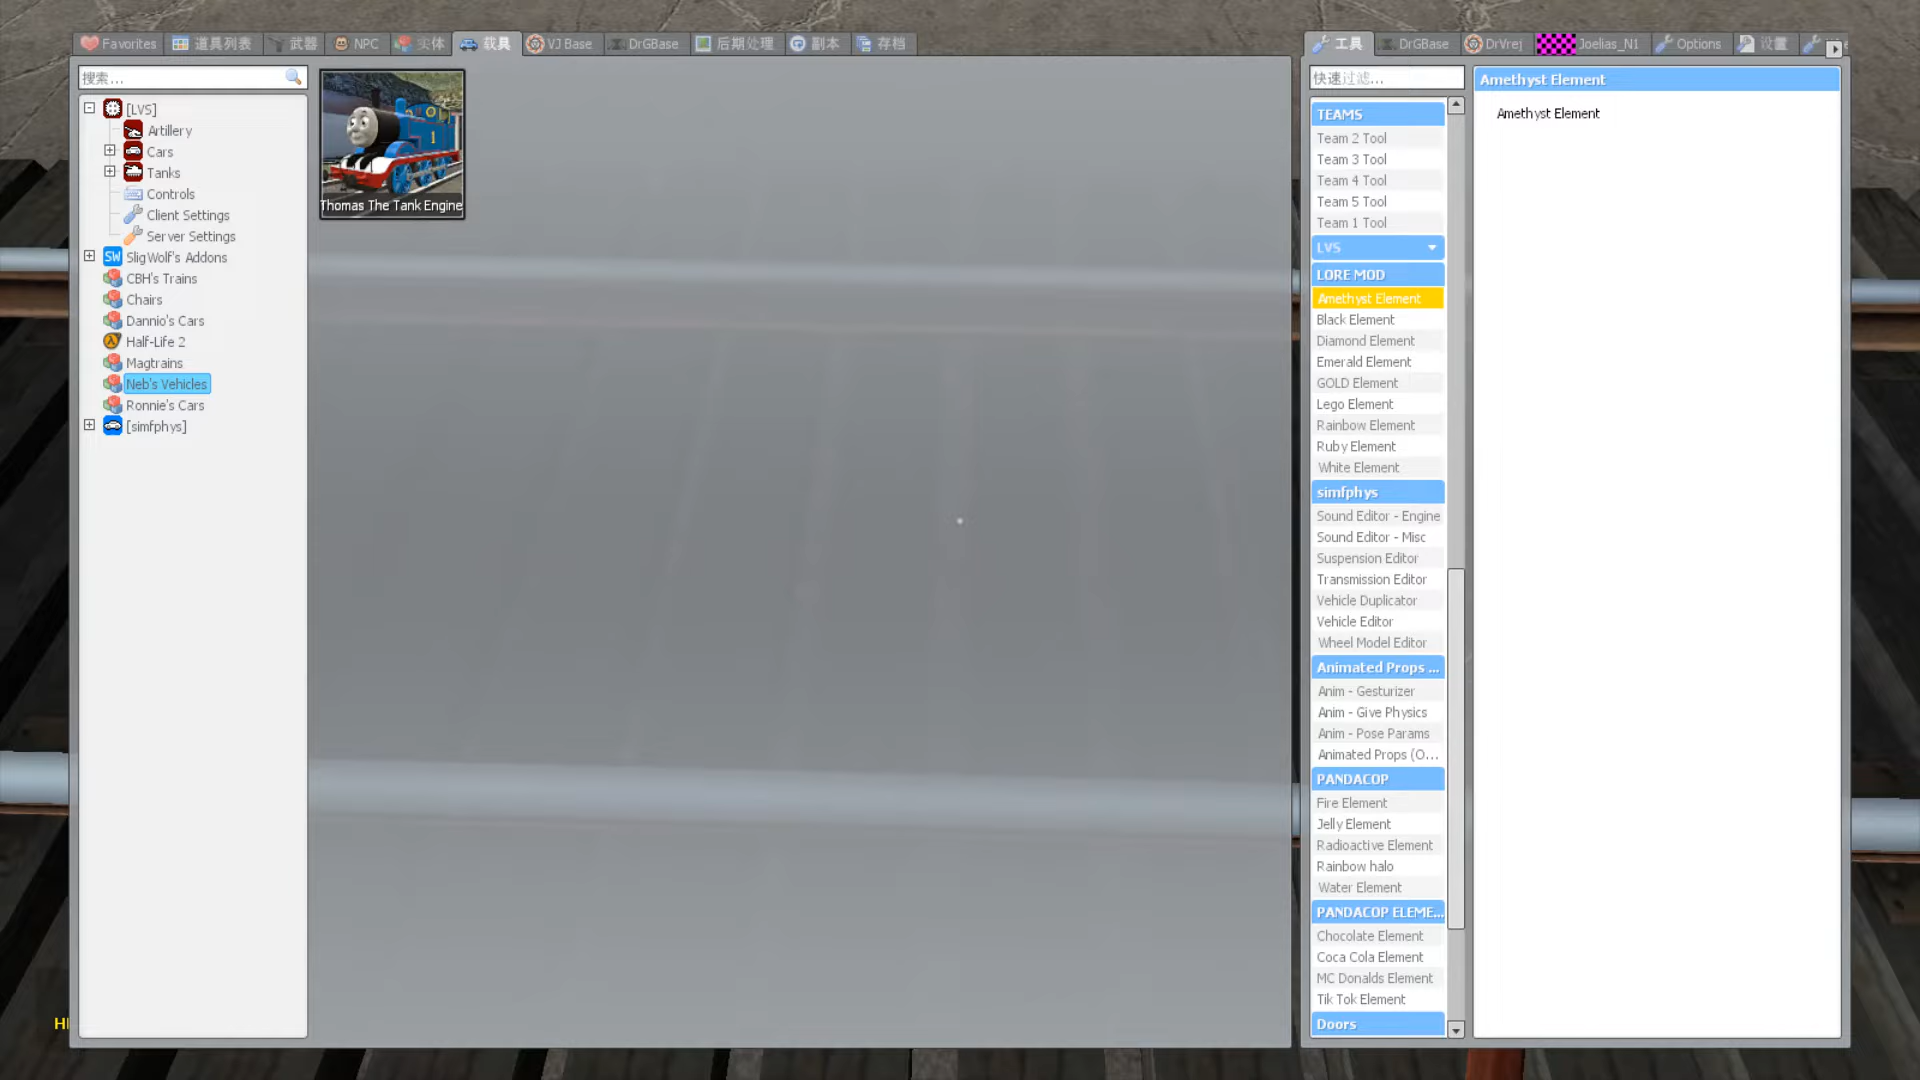 Favorites
道具列表
武器
NPC
实体
载具
VJ Base
DrGBase
后期处理
副本
存档
搜索...
[LVS]
Artillery
Cars
Tanks
Controls
Client Settings
Server Settings
SW SligWolf's Addons
CBH's Trains
Chairs
Dannio's Cars
Half-Life 2
Magtrains
Neb's Vehicles
Ronnie's Cars
[simfphys]
1
Thomas The Tank Engine
工具
DrGBase
DrVrej
Joelias_N1
Options
设置
快速过滤...
TEAMS
Team 2 Tool
Team 3 Tool
Team 4 Tool
Team 5 Tool
Team 1 Tool
LVS
LORE MOD
Amethyst Element
Black Element
Diamond Element
Emerald Element
GOLD Element
Lego Element
Rainbow Element
Ruby Element
White Element
simfphys
Sound Editor - Engine
Sound Editor - Misc
Suspension Editor
Transmission Editor
Vehicle Duplicator
Vehicle Editor
Wheel Model Editor
Animated Props ...
Anim - Gesturizer
Anim - Give Physics
Anim - Pose Params
Animated Props (O...
PANDACOP
Fire Element
Jelly Element
Radioactive Element
Rainbow halo
Water Element
PANDACOP ELEME...
Chocolate Element
Coca Cola Element
MC Donalds Element
Tik Tok Element
Doors
Amethyst Element
Amethyst Element